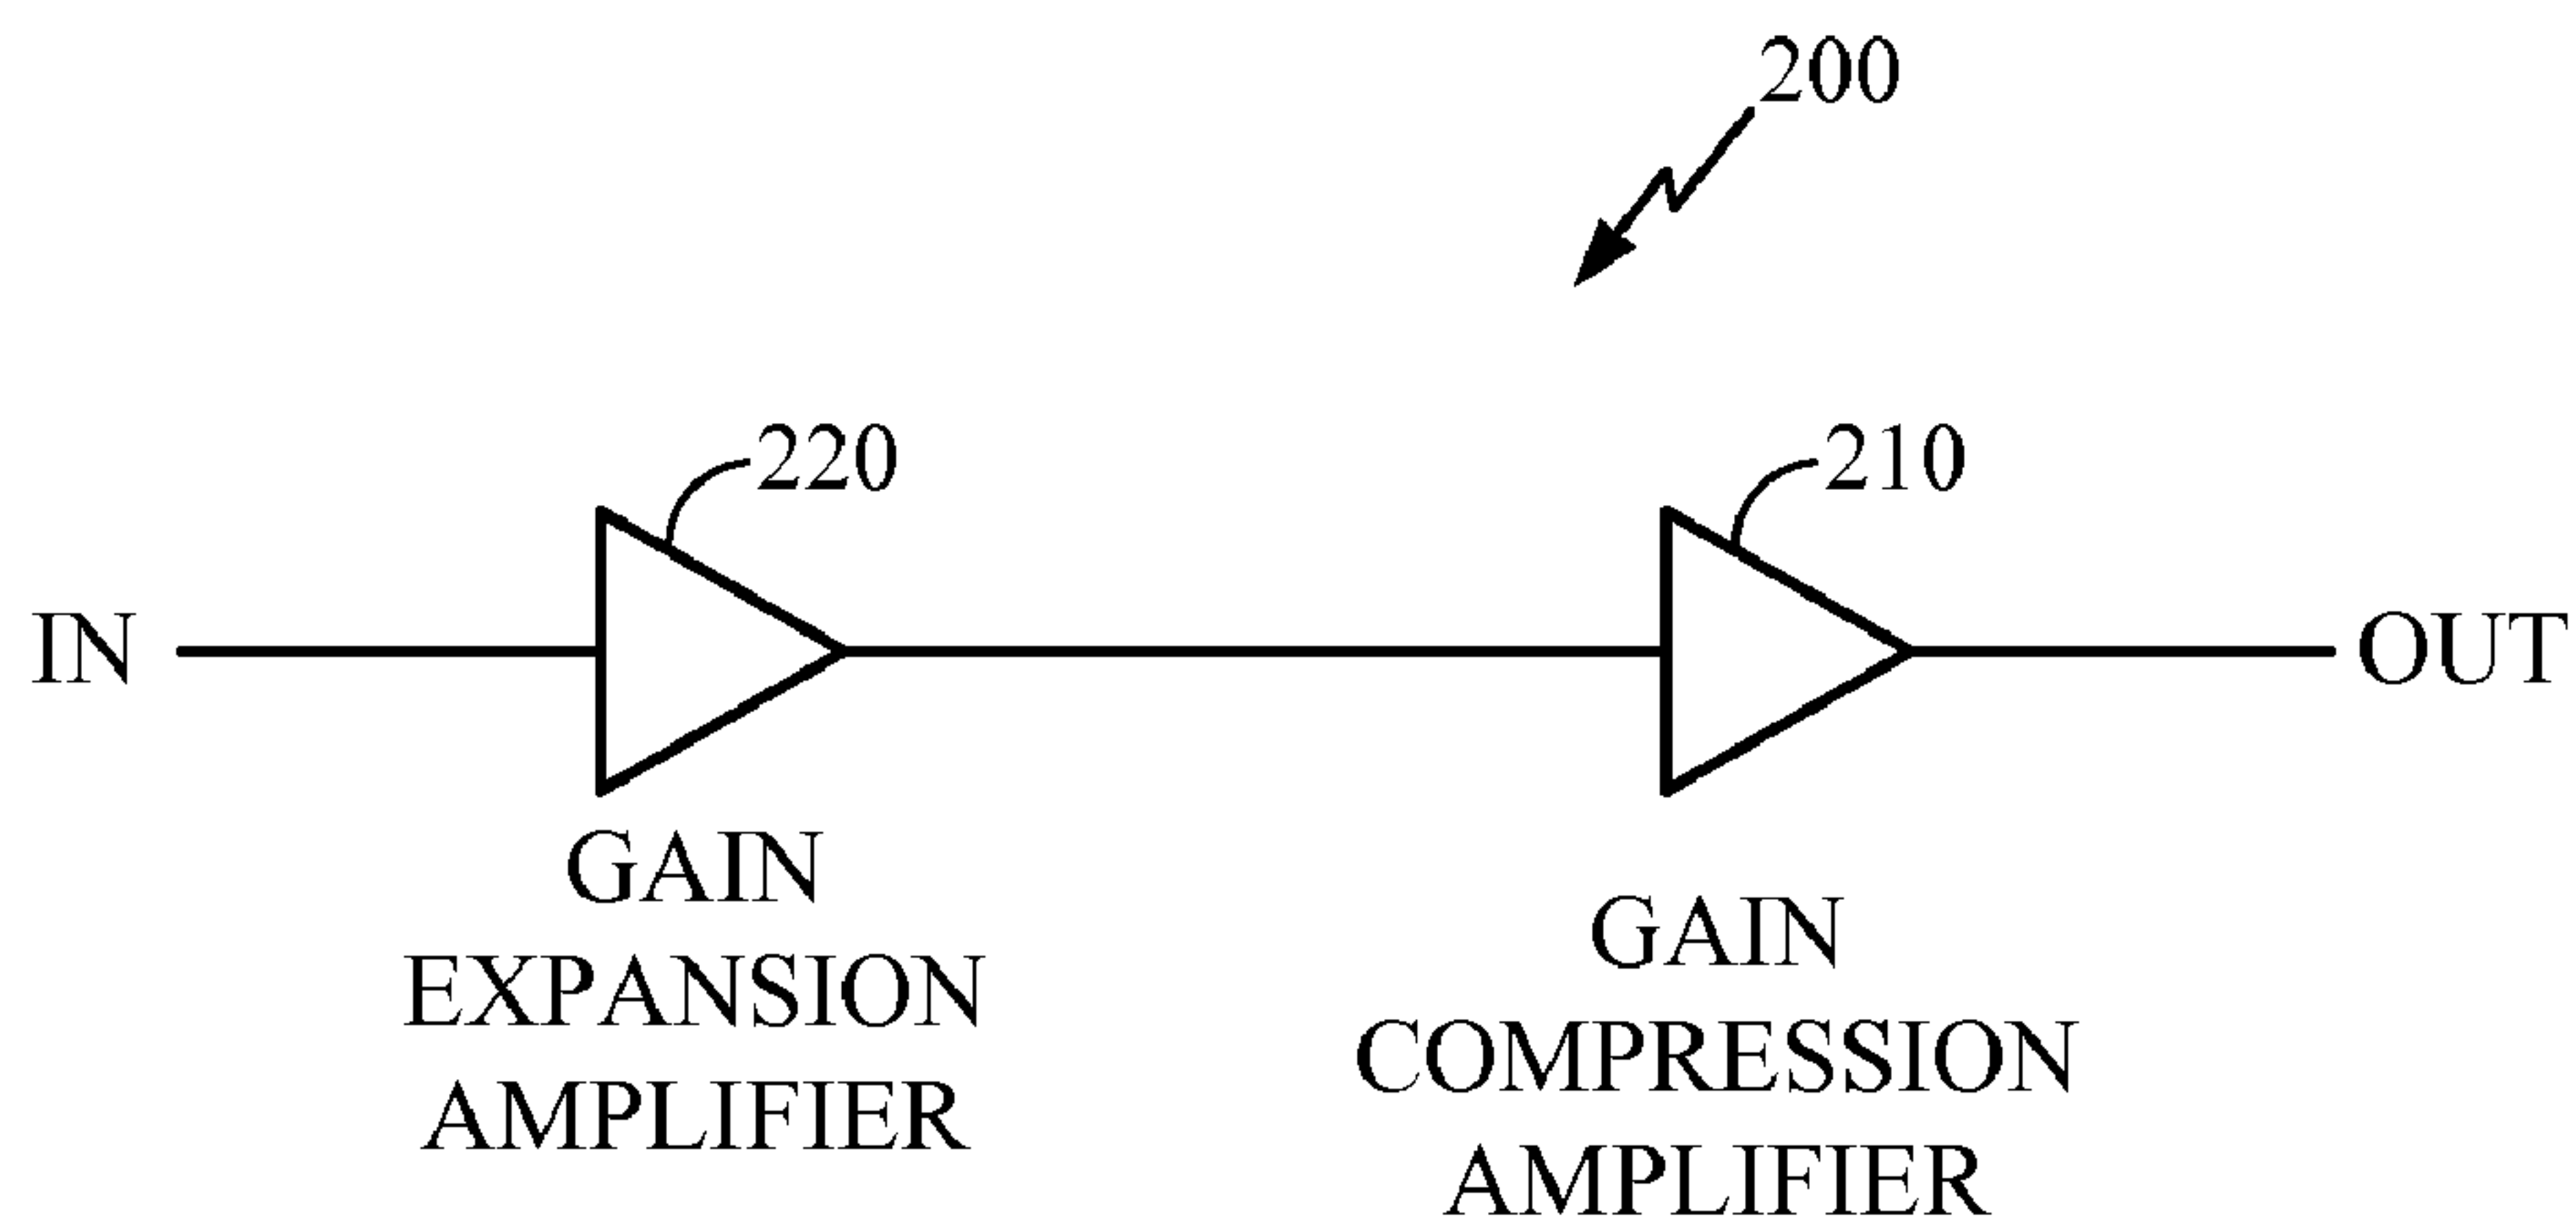 200
220
210
IN
OUT
GAIN
EXPANSION
AMPLIFIER
GAIN
COMPRESSION
AMPLIFIER